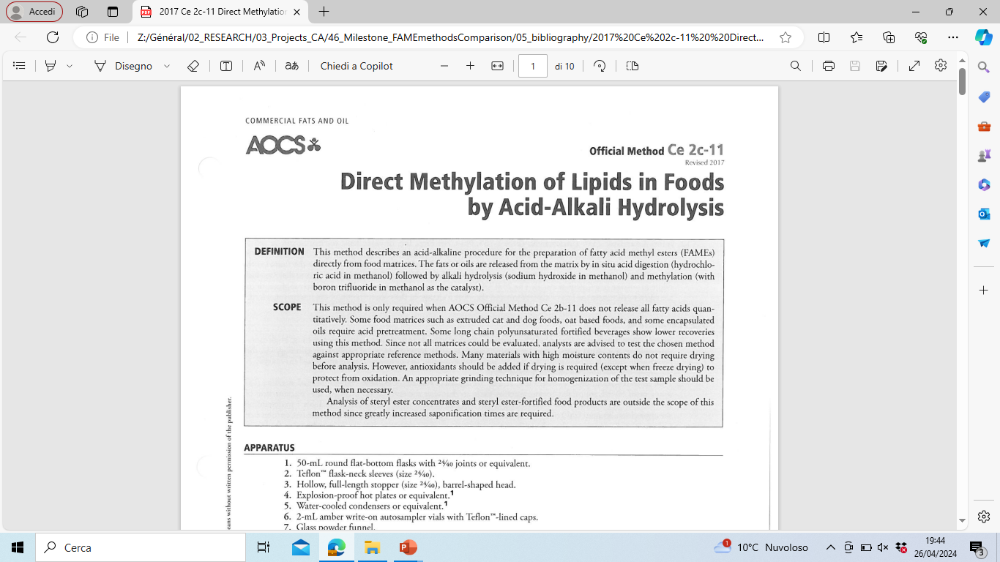 Accedi
2017 Ce 2c-11 Direct Methylation
File
Z:/Général/02_RESEARCH/03_Projects_CA/46_Milestone_FAMEmethodsComparison/05_bibliography/2017%20Ce%202c-11%20%20Direct...
Disegno
Chiedi a Copilot
1 di 10
COMMERCIAL FATS AND OIL
AOCS
Official Method Ce 2c-11
Revised 2017
Direct Methylation of Lipids in Foods
by Acid-Alkali Hydrolysis
DEFINITION This method describes an acid-alkaline procedure for the preparation of fatty acid methyl esters (FAMEs)
directly from food matrices. The fats or oils are released from the matrix by in situ acid digestion (hydrochlo-
ric acid in methanol) followed by alkali hydrolysis (sodium hydroxide in methanol) and methylation (with
boron trifluoride in methanol as the catalyst).
SCOPE This method is only required when AOCS Official Method Ce 2b-11 does not release all fatty acids quan-
titatively. Some food matrices such as extruded cat and dog foods, oat based foods, and some encapsulated
oils require acid pretreatment. Some long chain polyunsaturated fortified beverages show lower recoveries
using this method. Since not all matrices could be evaluated, analysts are advised to test the chosen method
against appropriate reference methods. Many materials with high moisture contents do not require drying
before analysis. However, antioxidants should be added if drying is required (except when freeze drying) to
protect from oxidation. An appropriate grinding technique for homogenization of the test sample should be
used, when necessary.
Analysis of steryl ester concentrates and steryl ester-fortified food products are outside the scope of this
method since greatly increased saponification times are required.
eans without written permission of the publisher.
APPARATUS
1. 50-mL round flat-bottom flasks with 24/40 joints or equivalent.
2. Teflon™ flask-neck sleeves (size 24/40).
3. Hollow, full-length stopper (size 24/40), barrel-shaped head.
4. Explosion-proof hot plates or equivalent.1
5. Water-cooled condensers or equivalent.1
6. 2-mL amber write-on autosampler vials with Teflon™-lined caps.
7. Glass powder funnel.
Cerca
1
10°C Nuvoloso
19:44
26/04/2024
3